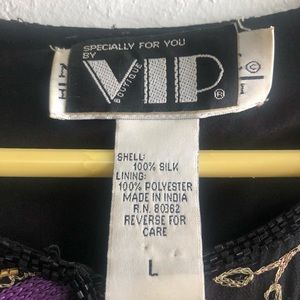 SPECIALLY FOR YOU
BY
VIP
BOUTIQUE
®
©
SHELL:
100% SILK
LINING:
100% POLYESTER
MADE IN INDIA
R.N. 80362
REVERSE FOR
CARE
L